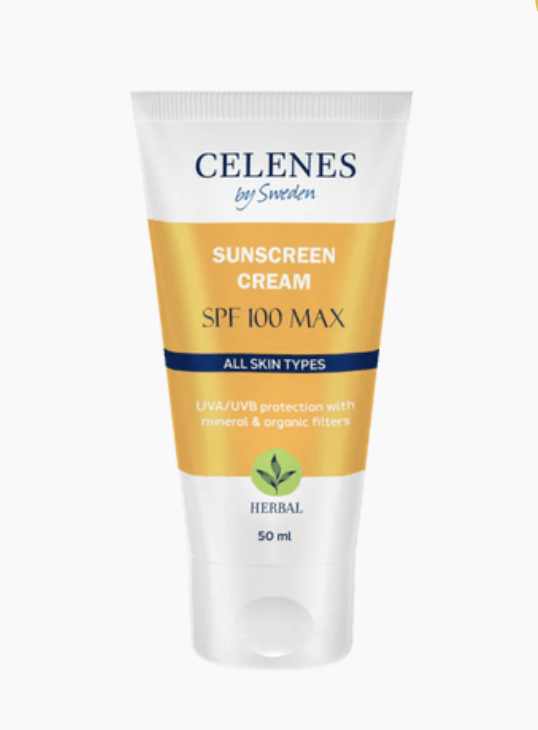 CELENES
by Sweden
SUNSCREEN
CREAM
SPF 100 MAX
ALL SKIN TYPES
UVA/UVB protection with
mineral & organic filters
HERBAL
50 ml